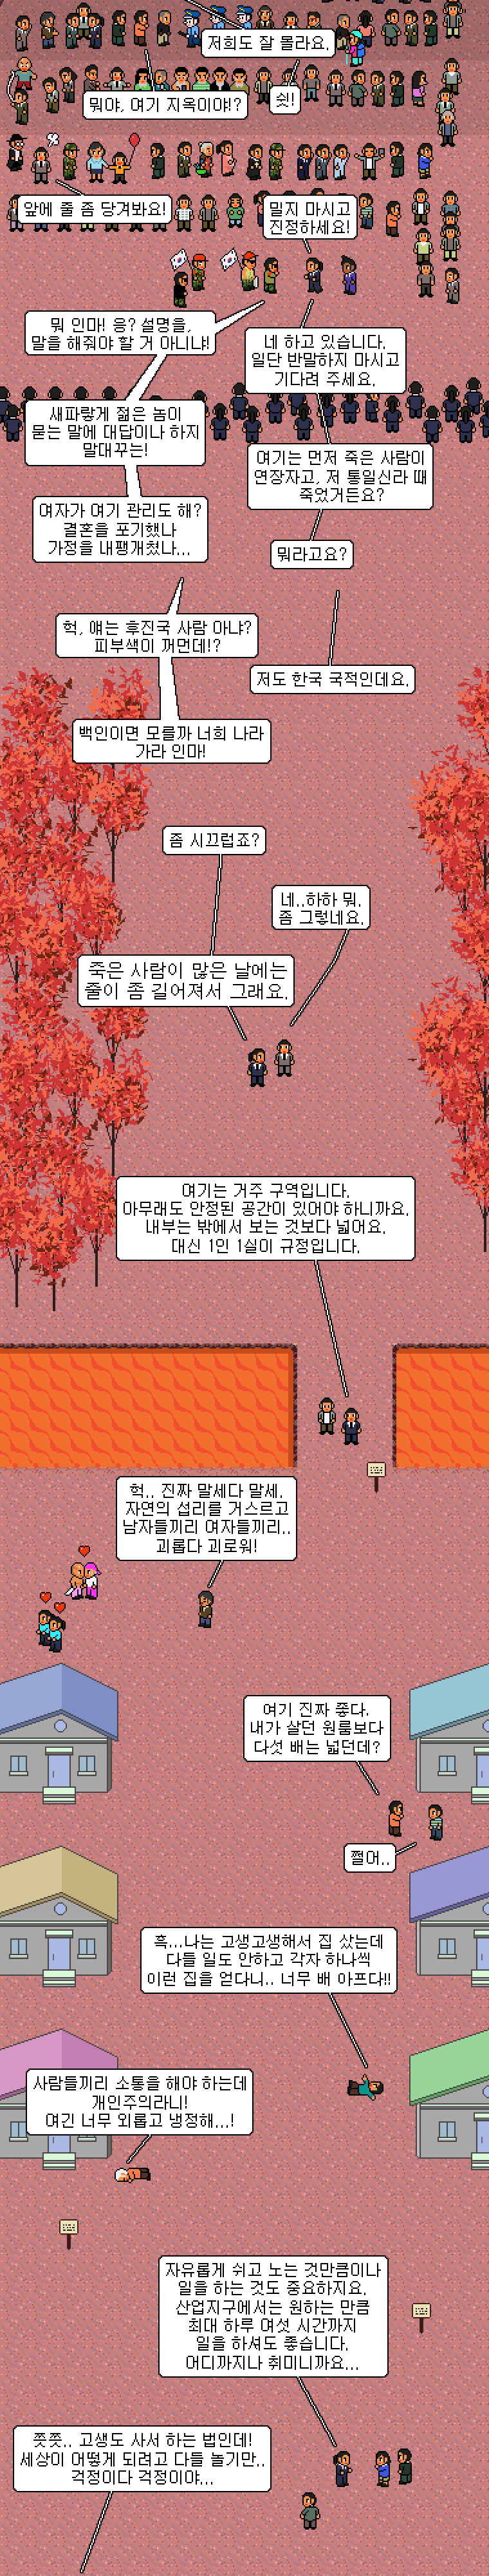 저희도 잘 몰라요.
뭐야, 여기 지옥이야!?
쉿!
앞에 줄 좀 당겨봐요!
밀지 마시고
진정하세요!
뭐 인마! 응? 설명을,
말을 해줘야 할 거 아니냐!
네 하고 있습니다.
일단 반말하지 마시고
기다려 주세요.
새파랗게 젊은 놈이
묻는 말에 대답이나 하지
말대꾸는!
여기는 먼저 죽은 사람이
연장자고, 저 통일신라 때
죽었거든요?
여자가 여기 관리도 해?
결혼을 포기했나
가정을 내팽개쳤나...
뭐라고요?
헉, 얘는 후진국 사람 아냐?
피부색이 꺼먼데!?
저도 한국 국적인데요.
백인이면 모를까 너희 나라
가라 인마!
좀 시끄럽죠?
네..하하 뭐.
좀 그렇네요.
죽은 사람이 많은 날에는
줄이 좀 길어져서 그래요.
여기는 거주 구역입니다.
아무래도 안정된 공간이 있어야 하니까요.
내부는 밖에서 보는 것보다 넓어요.
대신 1인 1실이 규정입니다.
헉.. 진짜 말세다 말세.
자연의 섭리를 거스르고
남자들끼리 여자들끼리..
괴롭다 괴로워!
여기 진짜 좋다.
내가 살던 원룸보다
다섯 배는 넓던데?
쩔어..
흑...나는 고생고생해서 집 샀는데
다들 일도 안하고 각자 하나씩
이런 집을 얻다니.. 너무 배 아프다!!
사람들끼리 소통을 해야 하는데
개인주의라니!
여긴 너무 외롭고 냉정해...!
자유롭게 쉬고 노는 것만큼이나
일을 하는 것도 중요하지요.
산업지구에서는 원하는 만큼
최대 하루 여섯 시간까지
일을 하셔도 좋습니다.
어디까지나 취미니까요...
쯧쯧.. 고생도 사서 하는 법인데!
세상이 어떻게 되려고 다들 놀기만..
걱정이다 걱정이야...